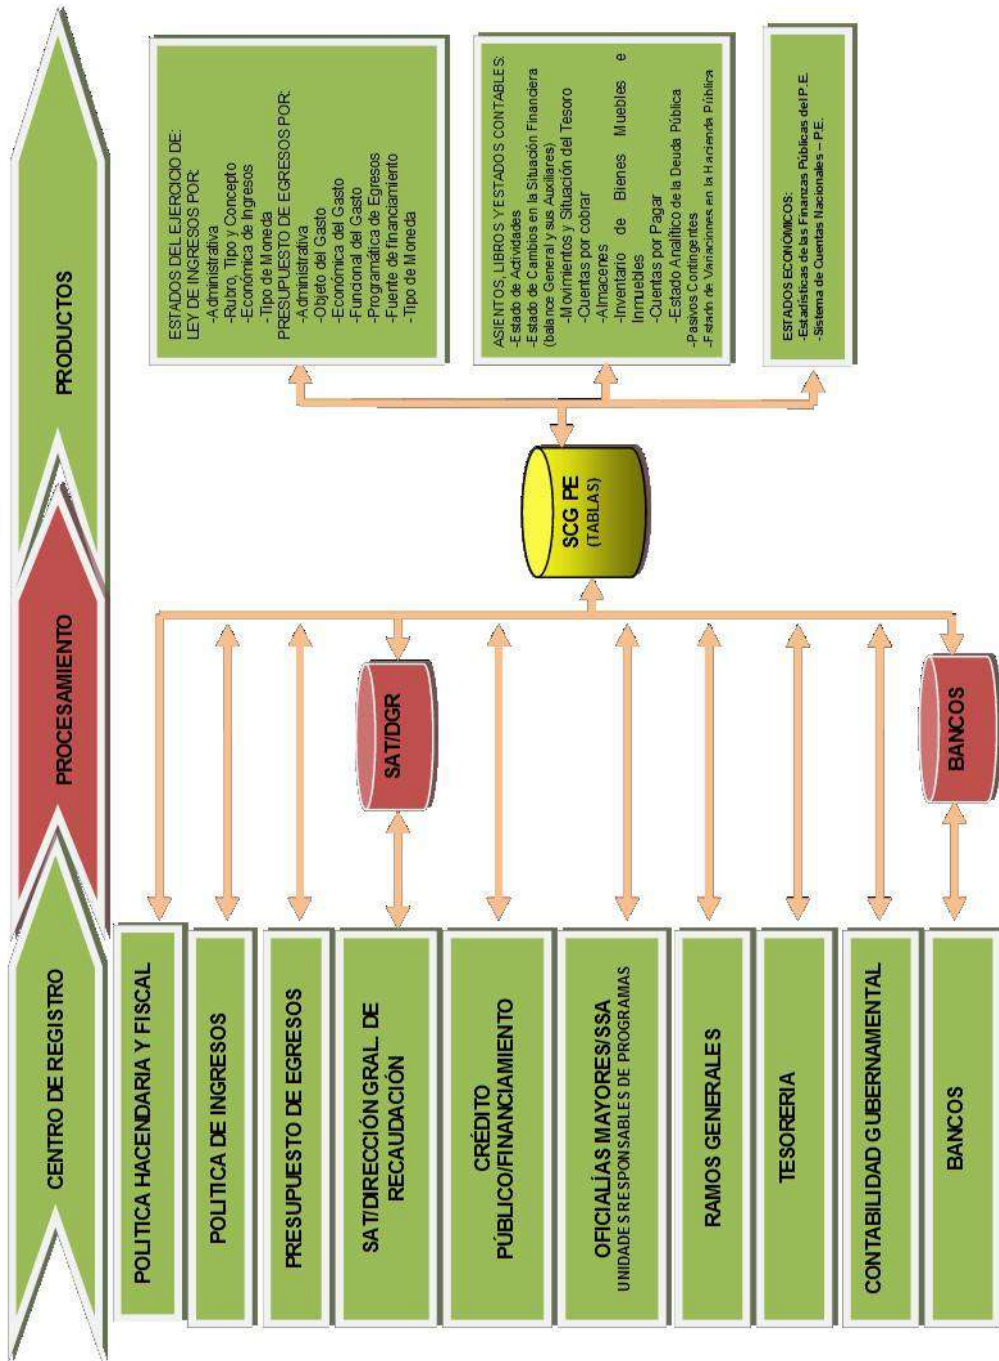 CENTRO DE REGISTRO
PROCESAMIENTO
PRODUCTOS
POLITICA HACENDARIA Y FISCAL
POLITICA DE INGRESOS
PRESUPUESTO DE EGRESOS
SAT/DIRECCIÓN GRAL. DE
RECAUDACIÓN
CRÉDITO
PÚBLICO/FINANCIAMIENTO
OFICIALÍAS MAYORES/SSA
UNIDADES RESPONSABLES DE PROGRAMAS
RAMOS GENERALES
TESORERIA
CONTABILIDAD GUBERNAMENTAL
BANCOS
SAT/DGR
BANCOS
SCG PE
(TABLAS)
ESTADOS DEL EJERCICIO DE:
LEY DE INGRESOS POR:
-Administrativa
-Rubro, Tipo y Concepto
-Económica de Ingresos
-Tipo de Moneda
PRESUPUESTO DE EGRESOS POR:
-Administrativa
-Objeto del Gasto
-Económica del Gasto
-Funcional del Gasto
-Programática de Egresos
-Fuente de financiamiento
-Tipo de Moneda
ASIENTOS, LIBROS Y ESTADOS CONTABLES:
-Estado de Actividades
-Estado de Cambios en la Situación Financiera
(balance General y sus Auxiliares)
-Movimientos y Situación del Tesoro
-Cuentas por cobrar
-Almacenes
-Inventario de Bienes Muebles e
Inmuebles
-Cuentas por Pagar
-Estado Analítico de la Deuda Pública
-Pasivos Contingentes
-Estado de Variaciones en la Hacienda Pública
ESTADOS ECONÓMICOS:
-Estadísticas de las Finanzas Públicas del P.E.
-Sistema de Cuentas Nacionales – P.E.